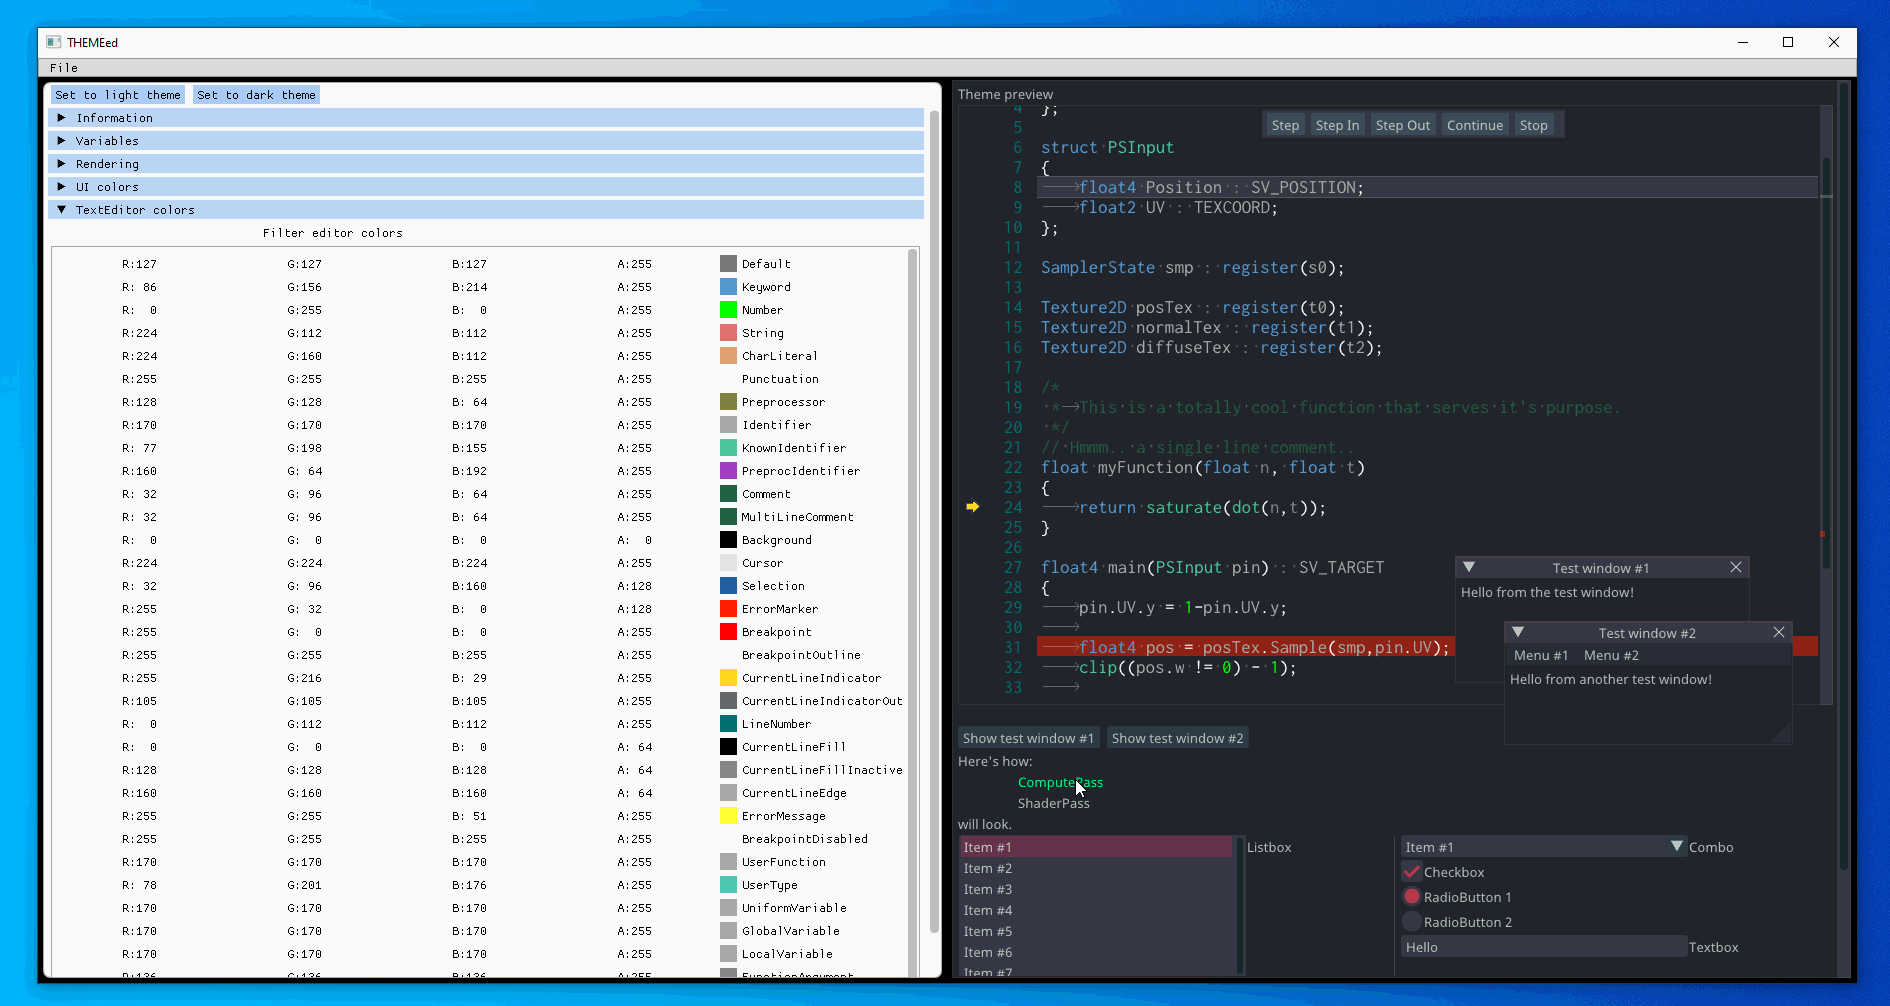 THEMEed
File
Set to light theme Set to dark theme
Information
Variables
Rendering
UI colors
TextEditor colors
Filter editor colors
R:127 G:127 B:127 A:255 Default
R: 86 G:156 B:214 A:255 Keyword
R: 0 G:255 B: 0 A:255 Number
R:224 G:112 B:112 A:255 String
R:224 G:160 B:112 A:255 CharLiteral
R:255 G:255 B:255 A:255 Punctuation
R:128 G:128 B: 64 A:255 Preprocessor
R:170 G:170 B:170 A:255 Identifier
R: 77 G:198 B:155 A:255 KnownIdentifier
R:160 G: 64 B:192 A:255 PreprocIdentifier
R: 32 G: 96 B: 64 A:255 Comment
R: 32 G: 96 B: 64 A:255 MultiLineComment
R: 0 G: 0 B: 0 A: 0 Background
R:224 G:224 B:224 A:255 Cursor
R: 32 G: 96 B:160 A:128 Selection
R:255 G: 32 B: 0 A:128 ErrorMarker
R:255 G: 0 B: 0 A:255 Breakpoint
R:255 G:255 B:255 A:255 BreakpointOutline
R:255 G:216 B: 29 A:255 CurrentLineIndicator
R:105 G:105 B:105 A:255 CurrentLineIndicatorOut
R: 0 G:112 B:112 A:255 LineNumber
R: 0 G: 0 B: 0 A: 64 CurrentLineFill
R:128 G:128 B:128 A: 64 CurrentLineFillInactive
R:160 G:160 B:160 A: 64 CurrentLineEdge
R:255 G:255 B: 51 A:255 ErrorMessage
R:255 G:255 B:255 A:255 BreakpointDisabled
R:170 G:170 B:170 A:255 UserFunction
R: 78 G:201 B:176 A:255 UserType
R:170 G:170 B:170 A:255 UniformVariable
R:170 G:170 B:170 A:255 GlobalVariable
R:170 G:170 B:170 A:255 LocalVariable
R:136 G:136 B:136 A:255 FunctionArgument
Theme preview
Step Step In Step Out Continue Stop
4 };
5
6 struct PSInput
7 {
8 float4 Position : SV_POSITION;
9 float2 UV : TEXCOORD;
10 };
11
12 SamplerState smp : register(s0);
13
14 Texture2D posTex : register(t0);
15 Texture2D normalTex : register(t1);
16 Texture2D diffuseTex : register(t2);
17
18 /*
19 * This is a totally cool function that serves it's purpose.
20 */
21 // Hmmm.. a single line comment..
22 float myFunction(float n, float t)
23 {
24 return saturate(dot(n,t));
25 }
26
27 float4 main(PSInput pin) : SV_TARGET
28 {
29 pin.UV.y = 1-pin.UV.y;
30
31 float4 pos = posTex.Sample(smp,pin.UV);
32 clip((pos.w != 0) - 1);
33
Test window #1
Hello from the test window!
Test window #2
Menu #1 Menu #2
Hello from another test window!
Show test window #1 Show test window #2
Here's how:
ComputePass
ShaderPass
will look.
Item #1
Item #2
Item #3
Item #4
Item #5
Item #6
Item #7
Listbox
Item #1 Combo
Checkbox
RadioButton 1
RadioButton 2
Hello Textbox